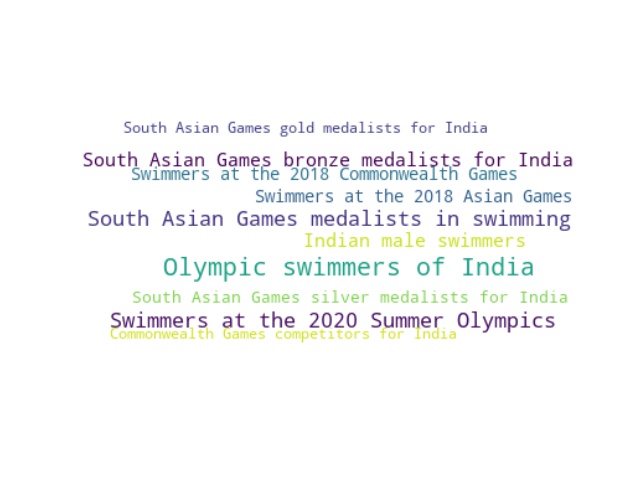 South Asian Games gold medalists for India
South Asian Games bronze medalists for India
Swimmers at the 2018 Commonwealth Games
Swimmers at the 2018 Asian Games
South Asian Games medalists in swimming
Indian male swimmers
Olympic swimmers of India
South Asian Games silver medalists for India
Swimmers at the 2020 Summer Olympics
Commonwealth Games competitors for India